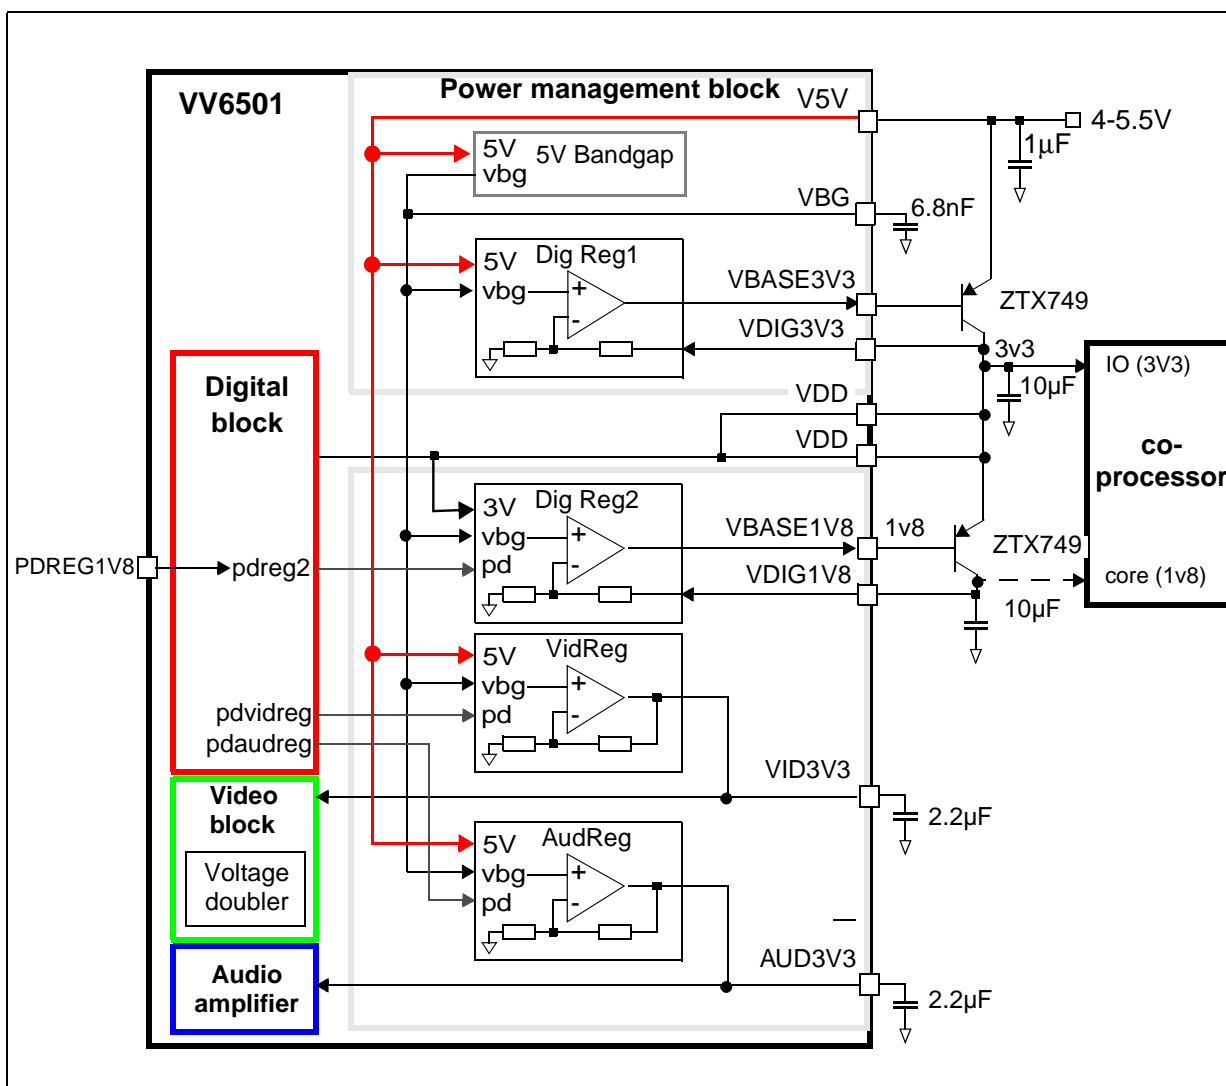 VV6501
Power management block
V5V
4-5.5V
5V
5V Bandgap
vbg
1µF
VBG
6.8nF
Dig Reg1
5V
vbg
+
-
VBASE3V3
ZTX749
VDIG3V3
3v3
IO (3V3)
10µF
VDD
VDD
co-
processor
Digital
block
Dig Reg2
3V
vbg
pd
+
-
VBASE1V8
1v8
ZTX749
VDIG1V8
core (1v8)
10µF
PDREG1V8
pdreg2
VidReg
5V
vbg
pd
+
-
pdvidreg
pdaudreg
VID3V3
2.2µF
Video
block
Voltage
doubler
AudReg
5V
vbg
pd
+
-
AUD3V3
2.2µF
Audio
amplifier